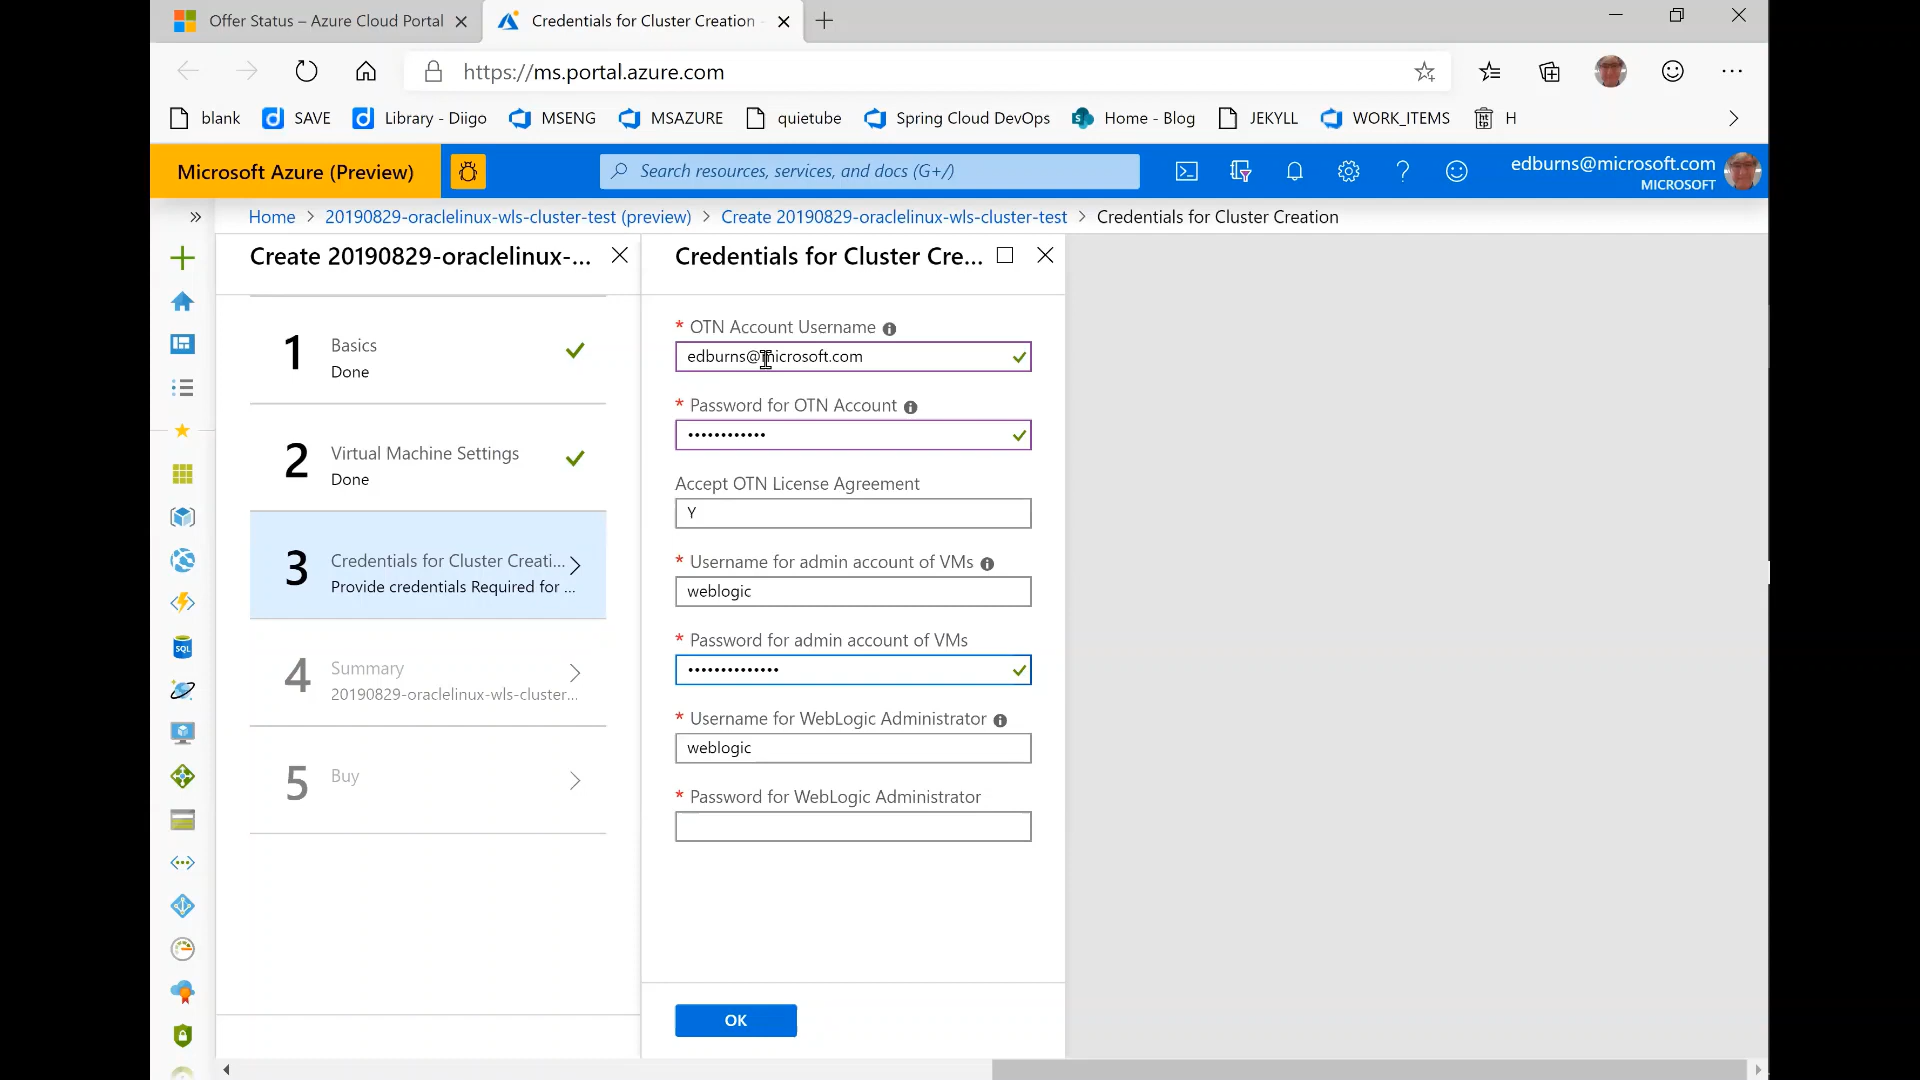 Offer Status – Azure Cloud Portal
Credentials for Cluster Creation
https://ms.portal.azure.com
blank
SAVE
Library - Diigo
MSENG
MSAZURE
quietube
Spring Cloud DevOps
Home - Blog
JEKYLL
WORK_ITEMS
H
Microsoft Azure (Preview)
Search resources, services, and docs (G+/)
edburns@microsoft.com
MICROSOFT
Home > 20190829-oraclelinux-wls-cluster-test (preview) > Create 20190829-oraclelinux-wls-cluster-test > Credentials for Cluster Creation
Create 20190829-oraclelinux-...
1
Basics
Done
2
Virtual Machine Settings
Done
3
Credentials for Cluster Creati...
Provide credentials Required for ...
4
Summary
20190829-oraclelinux-wls-cluster...
5
Buy
Credentials for Cluster Cre...
* OTN Account Username
edburns@microsoft.com
* Password for OTN Account
••••••••••••
Accept OTN License Agreement
Y
* Username for admin account of VMs
weblogic
* Password for admin account of VMs
••••••••••••••
* Username for WebLogic Administrator
weblogic
* Password for WebLogic Administrator
OK
SQL